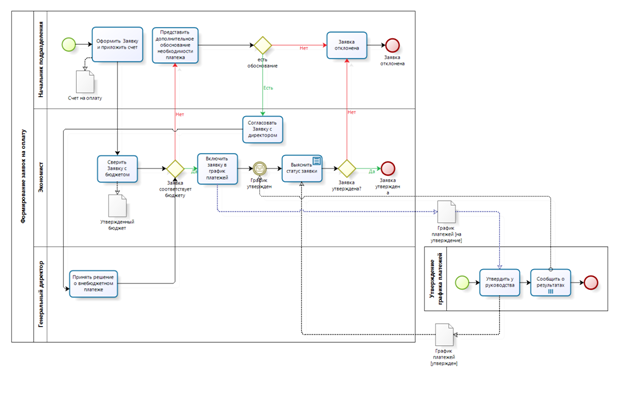 Формирование заявок на оплату
Начальник подразделения
Оформить Заявку
и приложить счет
Счет на оплату
Представить
дополнительное
обоснование
необходимости
платежа
есть
обоснование
Нет
Есть
Заявка
отклонена
Заявка
отклонена
Экономист
Согласовать
Заявку с
директором
Нет
Нет
Сверить
Заявку с
бюджетом
Утвержденный
бюджет
Заявка
соответствует
бюджету
Да
Включить
заявку в
график
платежей
График
утвержден
Выяснить
статус заявки
Заявка
утверждена?
Да
Заявка
утвержден
а
График
платежей [на
утверждение]
Генеральный директор
Принять решение
о внебюджетном
платеже
Утверждение
графика платежей
Утвердить у
руководства
Сообщить о
результатах
График
платежей
[утвержден]